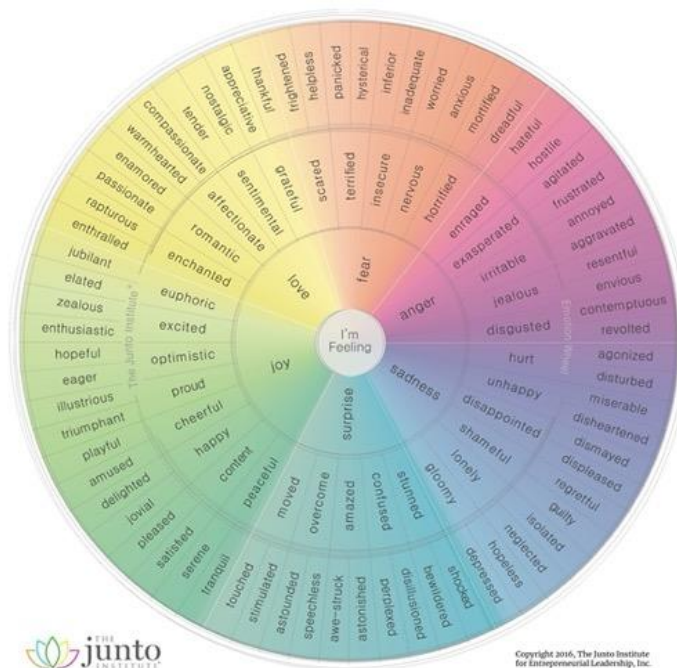 I'm
Feeling
love
fear
anger
sadness
surprise
joy
grateful
sentimental
affectionate
romantic
enchanted
scared
terrified
insecure
nervous
horrified
enraged
exasperated
irritable
jealous
disgusted
hurt
unhappy
disappointed
shameful
lonely
gloomy
stunned
confused
amazed
overcome
moved
peaceful
content
happy
cheerful
proud
optimistic
excited
euphoric
thankful
appreciative
nostalgic
tender
compassionate
warmhearted
enamored
passionate
rapturous
enthralled
frightened
helpless
panicked
hysterical
inferior
inadequate
worried
anxious
mortified
dreadful
hateful
hostile
agitated
frustrated
annoyed
aggravated
resentful
envious
contemptuous
revolted
agonized
disturbed
miserable
disheartened
dismayed
displeased
regretful
guilty
isolated
neglected
hopeless
depressed
shocked
bewildered
disillusioned
perplexed
astonished
awe-struck
speechless
astounded
stimulated
touched
tranquil
serene
satisfied
pleased
jovial
delighted
amused
playful
triumphant
illustrious
eager
hopeful
enthusiastic
zealous
elated
jubilant
The Junto Institute®
Emotion Wheel
THE
junto
INSTITUTE
Copyright 2016, The Junto Institute
for Entrepreneurial Leadership, Inc.